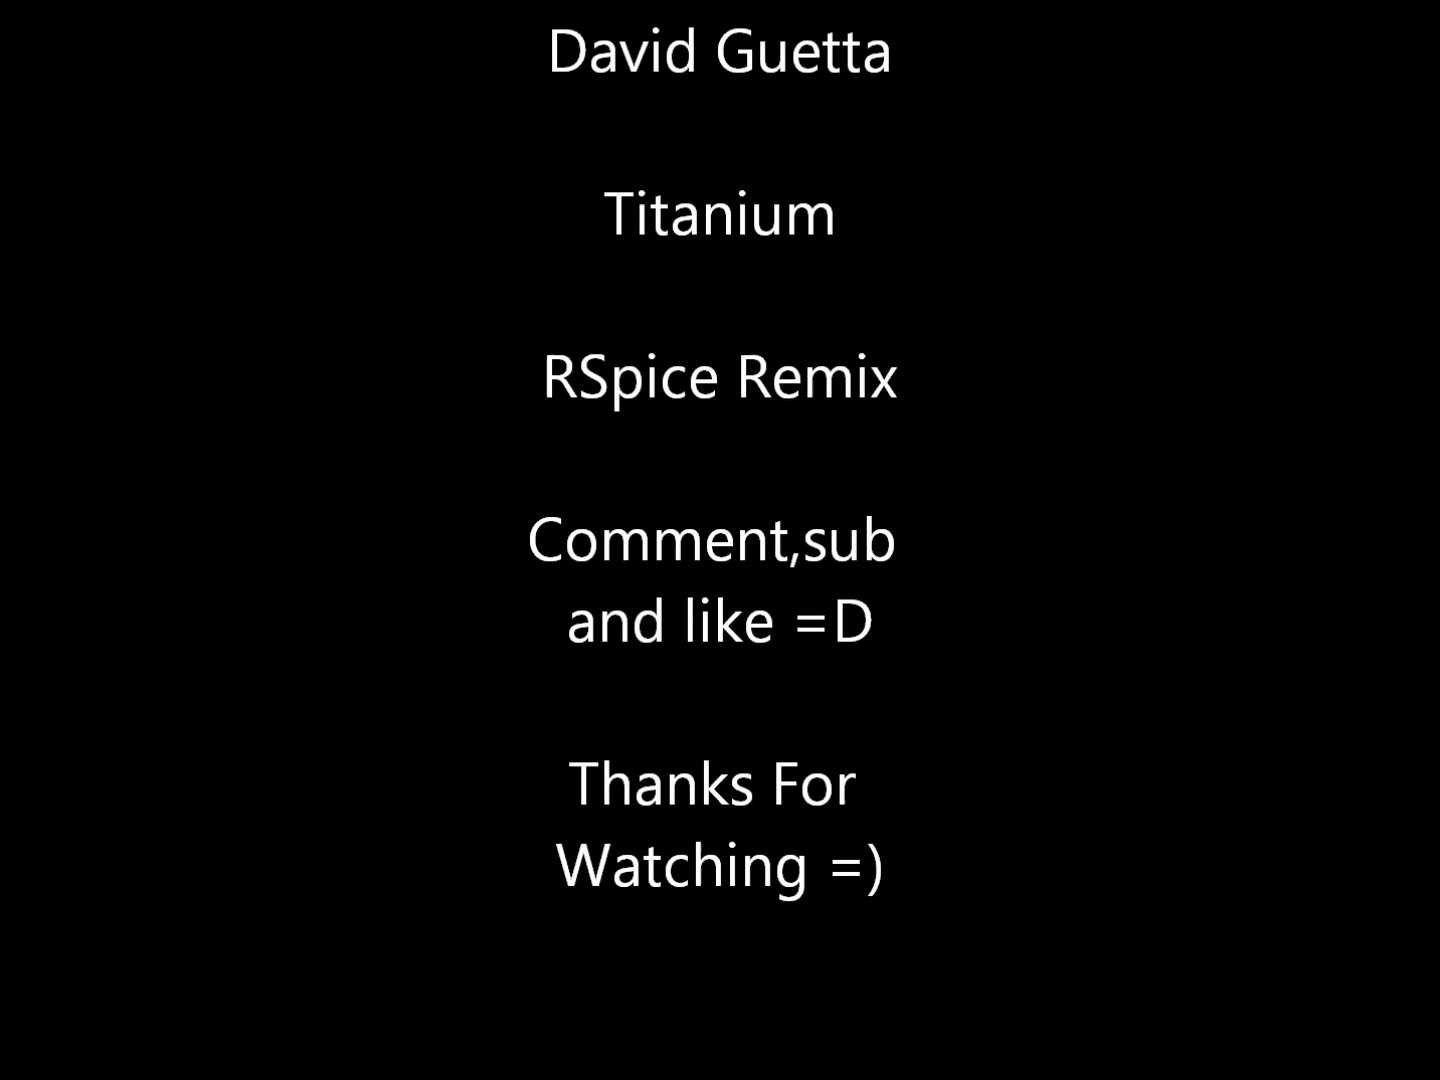 David Guetta
Titanium
RSpice Remix
Comment,sub
and like =D
Thanks For
Watching =)